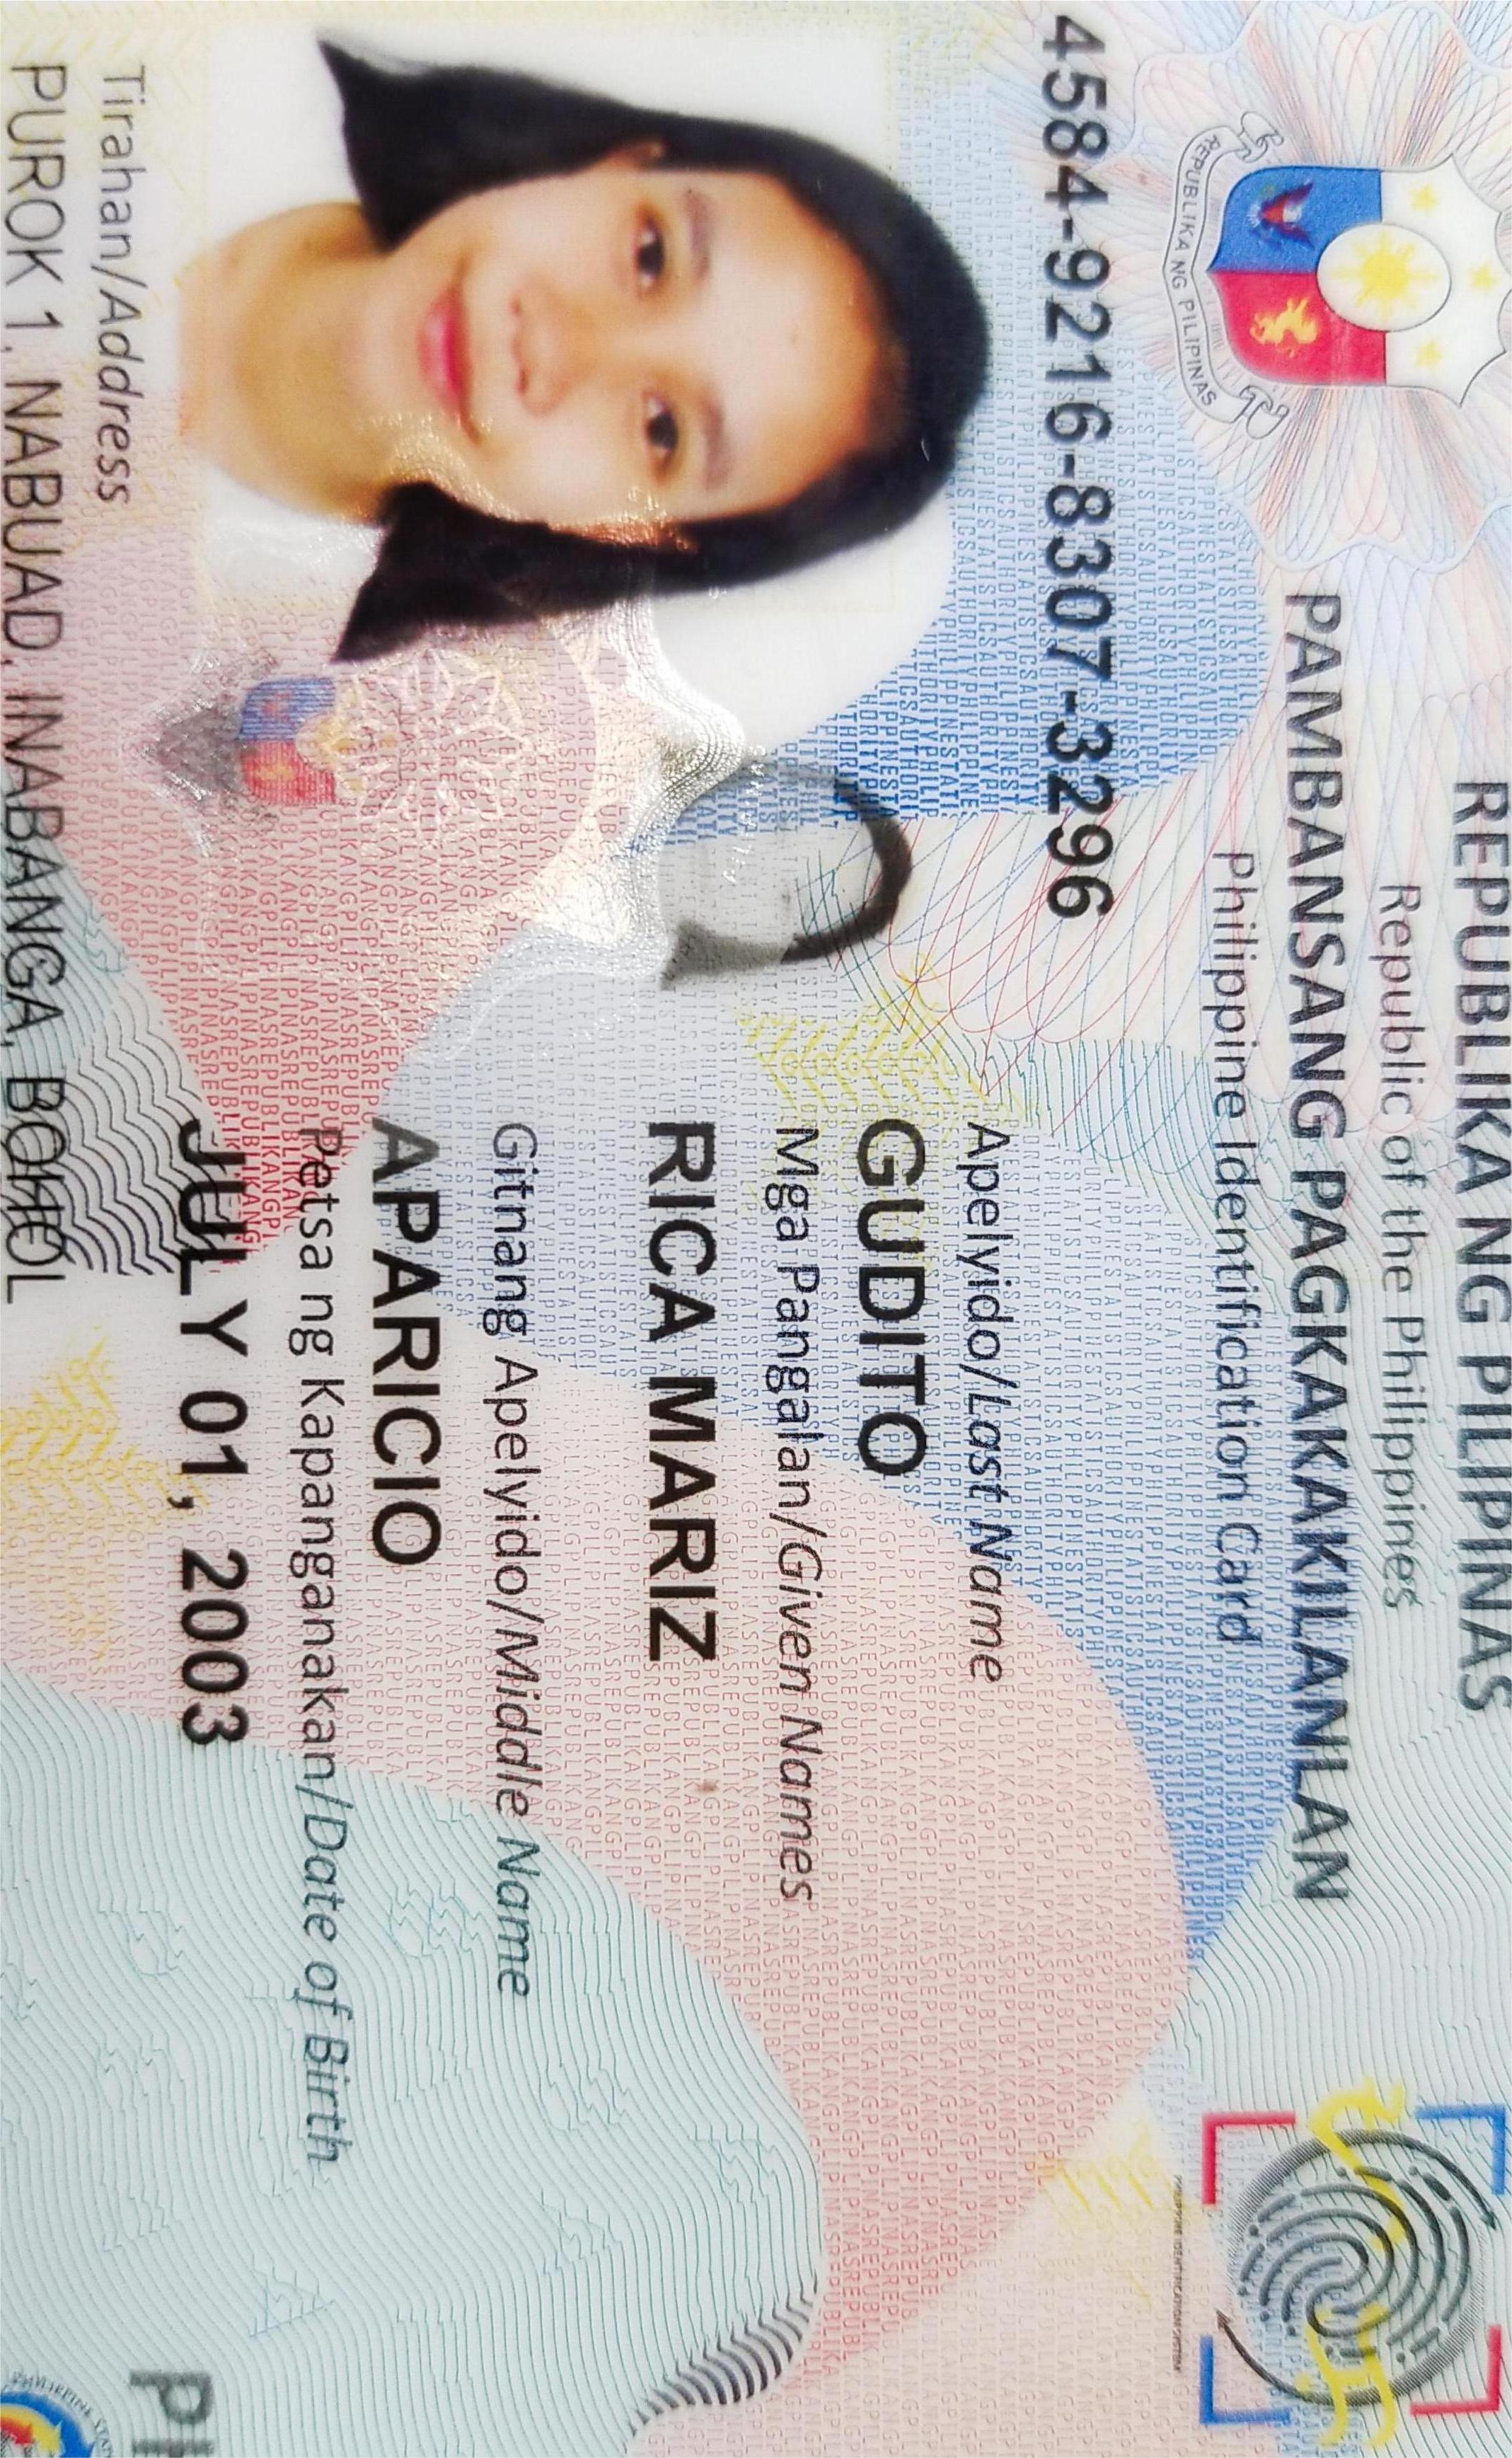 REPUBLIKA NG PILIPINAS
Republic of the Philippines
PAMBANSANG PAGKAKAKILANLAN
Philippine Identification Card
REPUBLIKA NG PILIPINAS
4584-9216-8307-3296
Apelyido/Last Name
GUDITO
Mga Pangalan/Given Names
RICA MARIZ
Gitnang Apelyido/Middle Name
APARICIO
Petsa ng Kapanganakan/Date of Birth
JULY 01, 2003
Tirahan/Address
PUROK 1, NABUAD, INABANGA, BOHOL